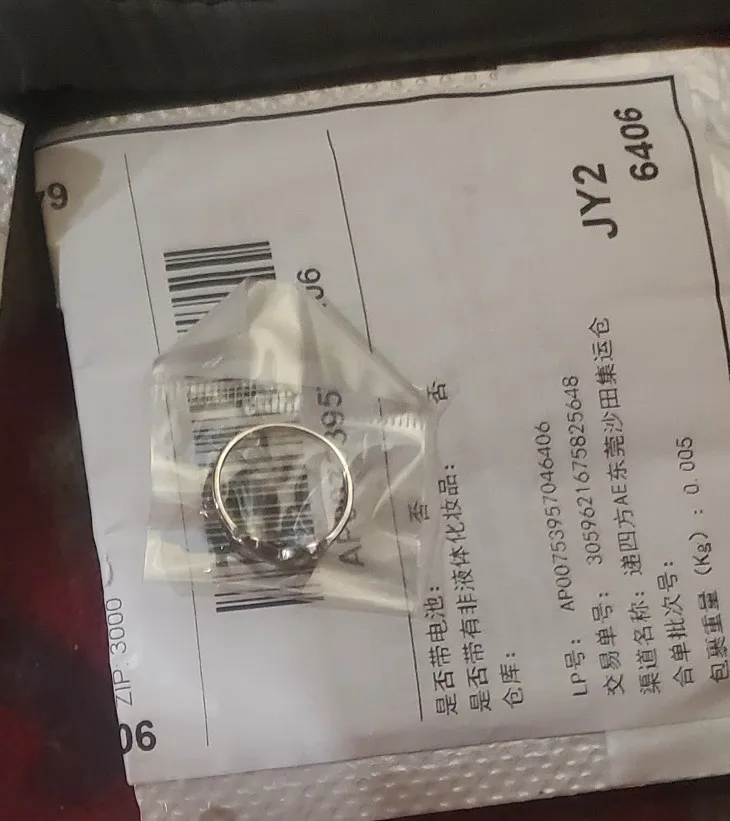 79
06
ZIP: 3000
06
395
是否带电池: 否
是否带有非液体化妆品: 否
仓库:
JY2
6406
LP号: AP00753957046406
交易单号: 3059621675825648
渠道名称: 递四方AE东莞沙田集运仓
合单批次号:
包裹重量 (Kg) : 0.005